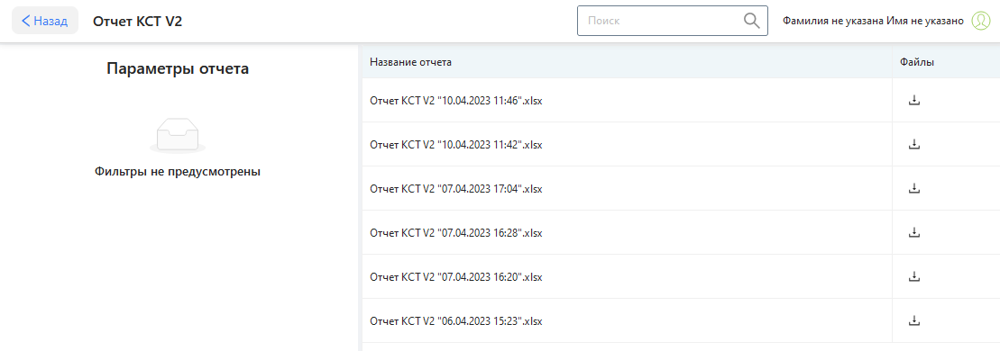 Назад
Отчет КСТ V2
Поиск
Фамилия не указана Имя не указано
Параметры отчета
Фильтры не предусмотрены
Название отчета
Файлы
Отчет КСТ V2 "10.04.2023 11:46".xlsx
Отчет КСТ V2 "10.04.2023 11:42".xlsx
Отчет КСТ V2 "07.04.2023 17:04".xlsx
Отчет КСТ V2 "07.04.2023 16:28".xlsx
Отчет КСТ V2 "07.04.2023 16:20".xlsx
Отчет КСТ V2 "06.04.2023 15:23".xlsx